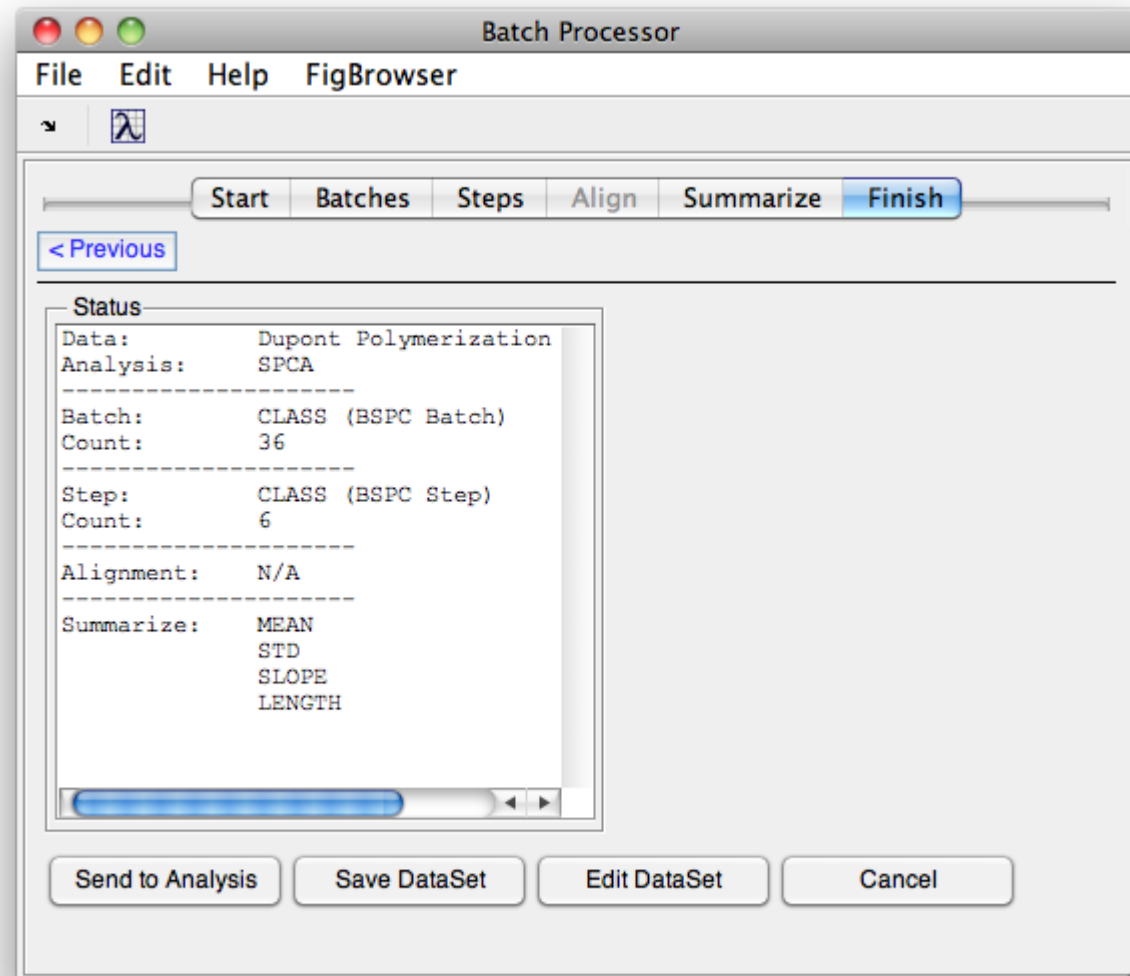 Batch Processor
File Edit Help FigBrowser
λ
Start Batches Steps Align Summarize Finish
< Previous
Status
Data: Dupont Polymerization
Analysis: SPCA
---------------------
Batch: CLASS (BSPC Batch)
Count: 36
---------------------
Step: CLASS (BSPC Step)
Count: 6
---------------------
Alignment: N/A
---------------------
Summarize: MEAN
STD
SLOPE
LENGTH
Send to Analysis Save DataSet Edit DataSet Cancel